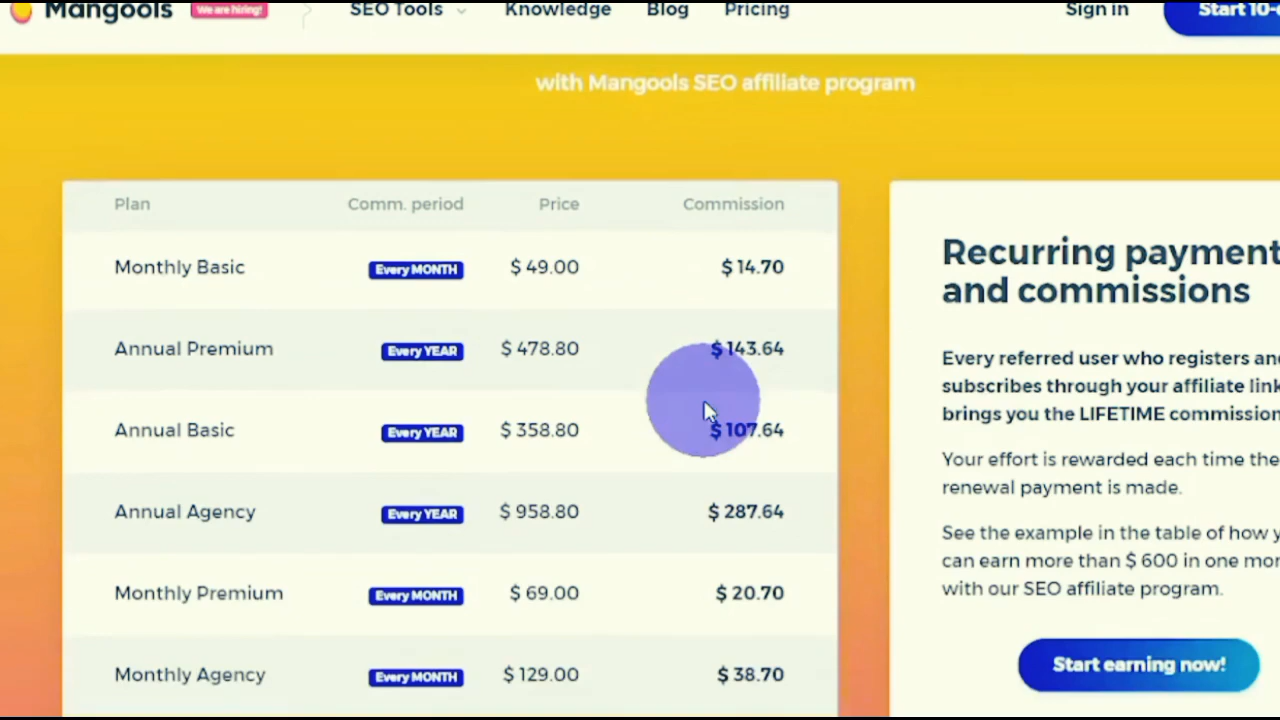 Mangools We are hiring! SEO Tools Knowledge Blog Pricing Sign in Start 10-
with Mangools SEO affiliate program
Plan Comm. period Price Commission
Monthly Basic Every MONTH $ 49.00 $ 14.70
Annual Premium Every YEAR $ 478.80 $ 143.64
Annual Basic Every YEAR $ 358.80 $ 107.64
Annual Agency Every YEAR $ 958.80 $ 287.64
Monthly Premium Every MONTH $ 69.00 $ 20.70
Monthly Agency Every MONTH $ 129.00 $ 38.70
Recurring payment
and commissions
Every referred user who registers and
subscribes through your affiliate link
brings you the LIFETIME commission
Your effort is rewarded each time the
renewal payment is made.
See the example in the table of how y
can earn more than $ 600 in one mon
with our SEO affiliate program.
Start earning now!